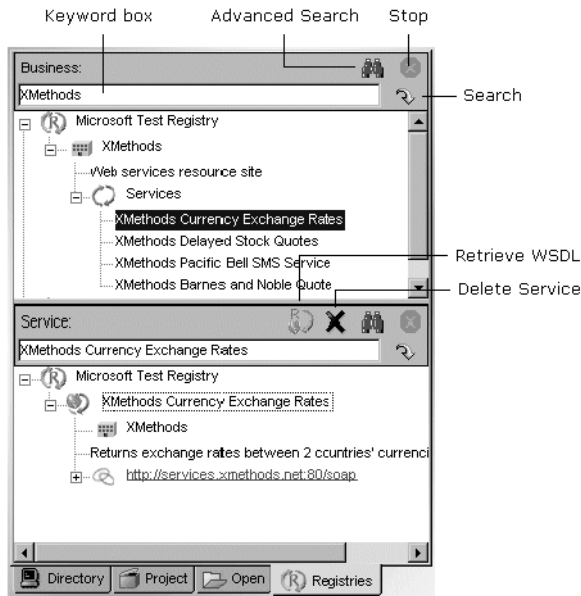 Keyword box
Advanced Search
Stop
Business:
XMethods
Search
Microsoft Test Registry
XMethods
Web services resource site
Services
XMethods Currency Exchange Rates
XMethods Delayed Stock Quotes
XMethods Pacific Bell SMS Service
XMethods Barnes and Noble Quote
Retrieve WSDL
Delete Service
Service:
XMethods Currency Exchange Rates
Microsoft Test Registry
XMethods Currency Exchange Rates
XMethods
Returns exchange rates between 2 countries' currenci
http://services.xmethods.net:80/soap
Directory Project Open Registries